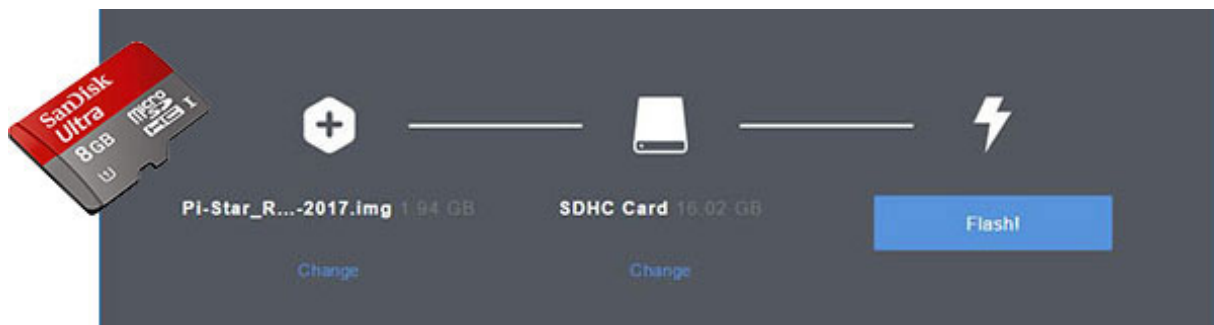 SanDisk
Ultra
8GB
micro
SD
HC I
Pi-Star_R...-2017.img 1.94 GB
SDHC Card 16.02 GB
Flash!
Change
Change